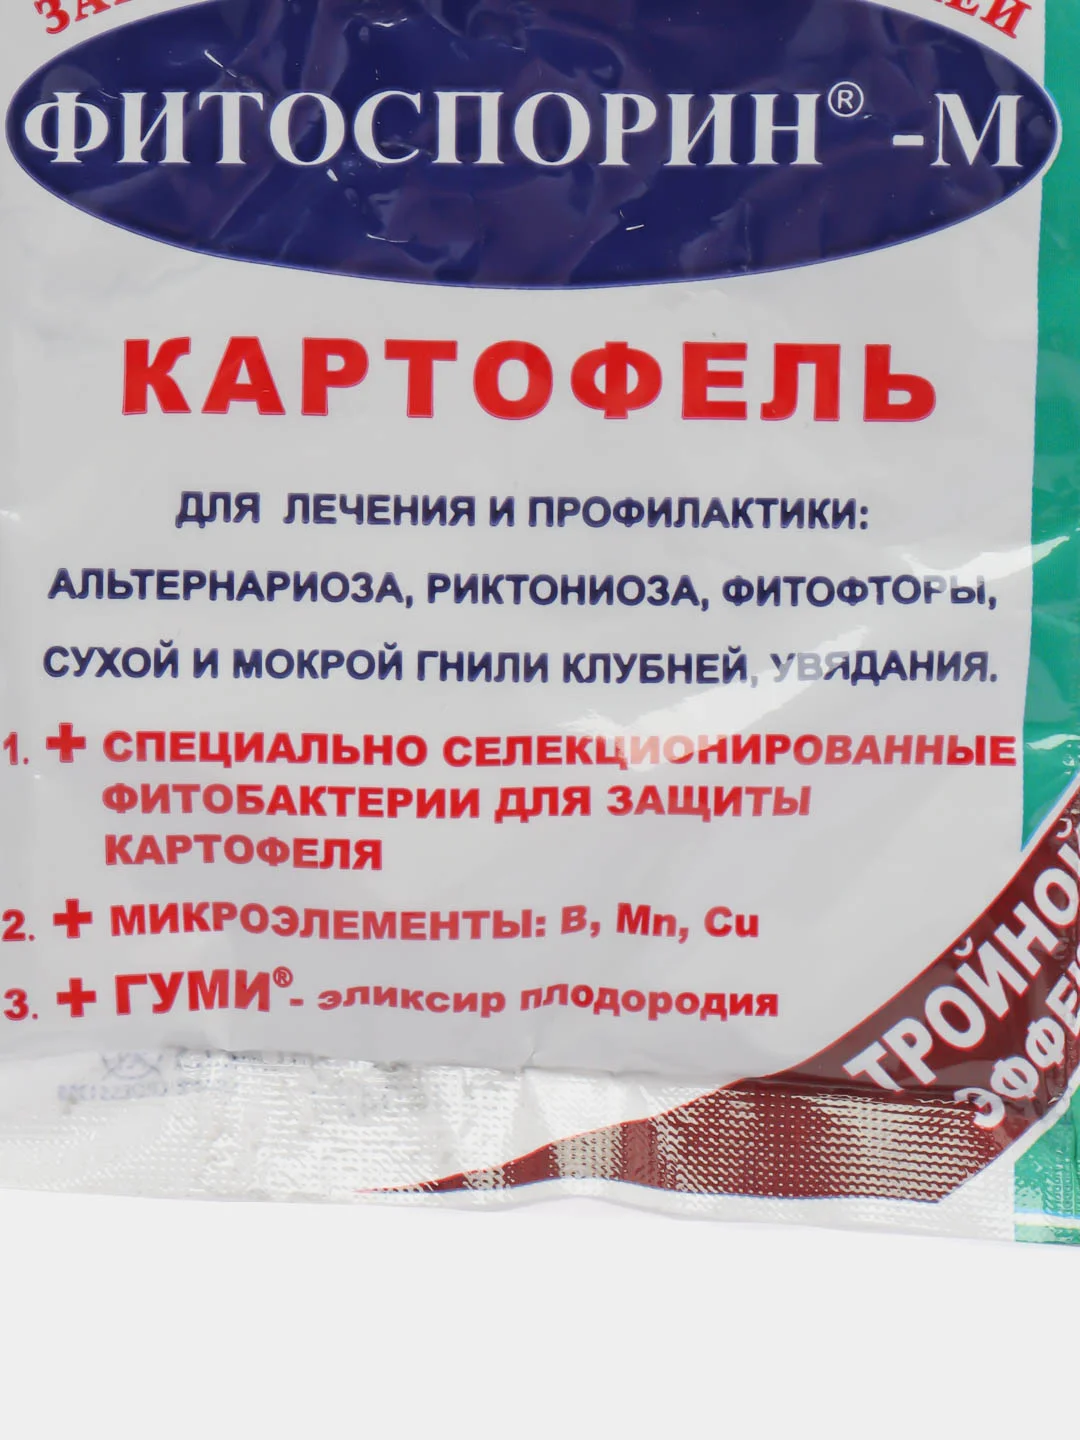 ФИТОСПОРИН® -М
КАРТОФЕЛЬ
ДЛЯ ЛЕЧЕНИЯ И ПРОФИЛАКТИКИ:
АЛЬТЕРНАРИОЗА, РИКТОНИОЗА, ФИТОФТОРЫ,
СУХОЙ И МОКРОЙ ГНИЛИ КЛУБНЕЙ, УВЯДАНИЯ.
1. + СПЕЦИАЛЬНО СЕЛЕКЦИОНИРОВАННЫЕ
ФИТОБАКТЕРИИ ДЛЯ ЗАЩИТЫ
КАРТОФЕЛЯ
2. + МИКРОЭЛЕМЕНТЫ: B, Mn, Cu
3. + ГУМИ®- эликсир плодородия
ТРОЙНОЙ